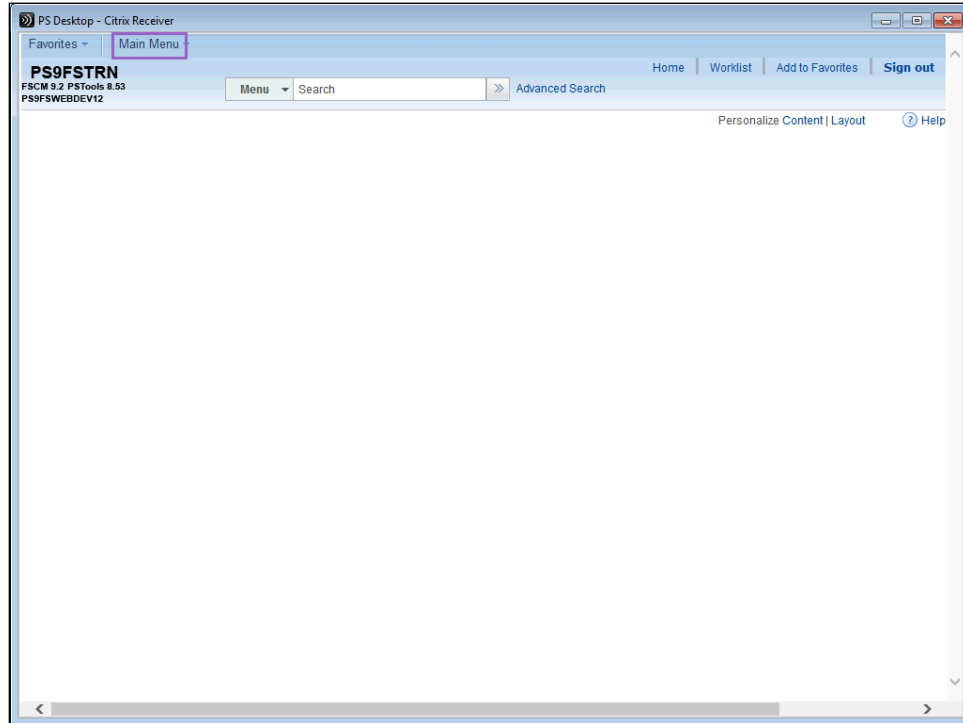 PS Desktop - Citrix Receiver
Favorites Main Menu
PS9FSTRN
FSCM 9.2 PSTools 8.53
PS9FSWEBDEV12
Home Worklist Add to Favorites Sign out
Menu Search Advanced Search
Personalize Content | Layout ? Help